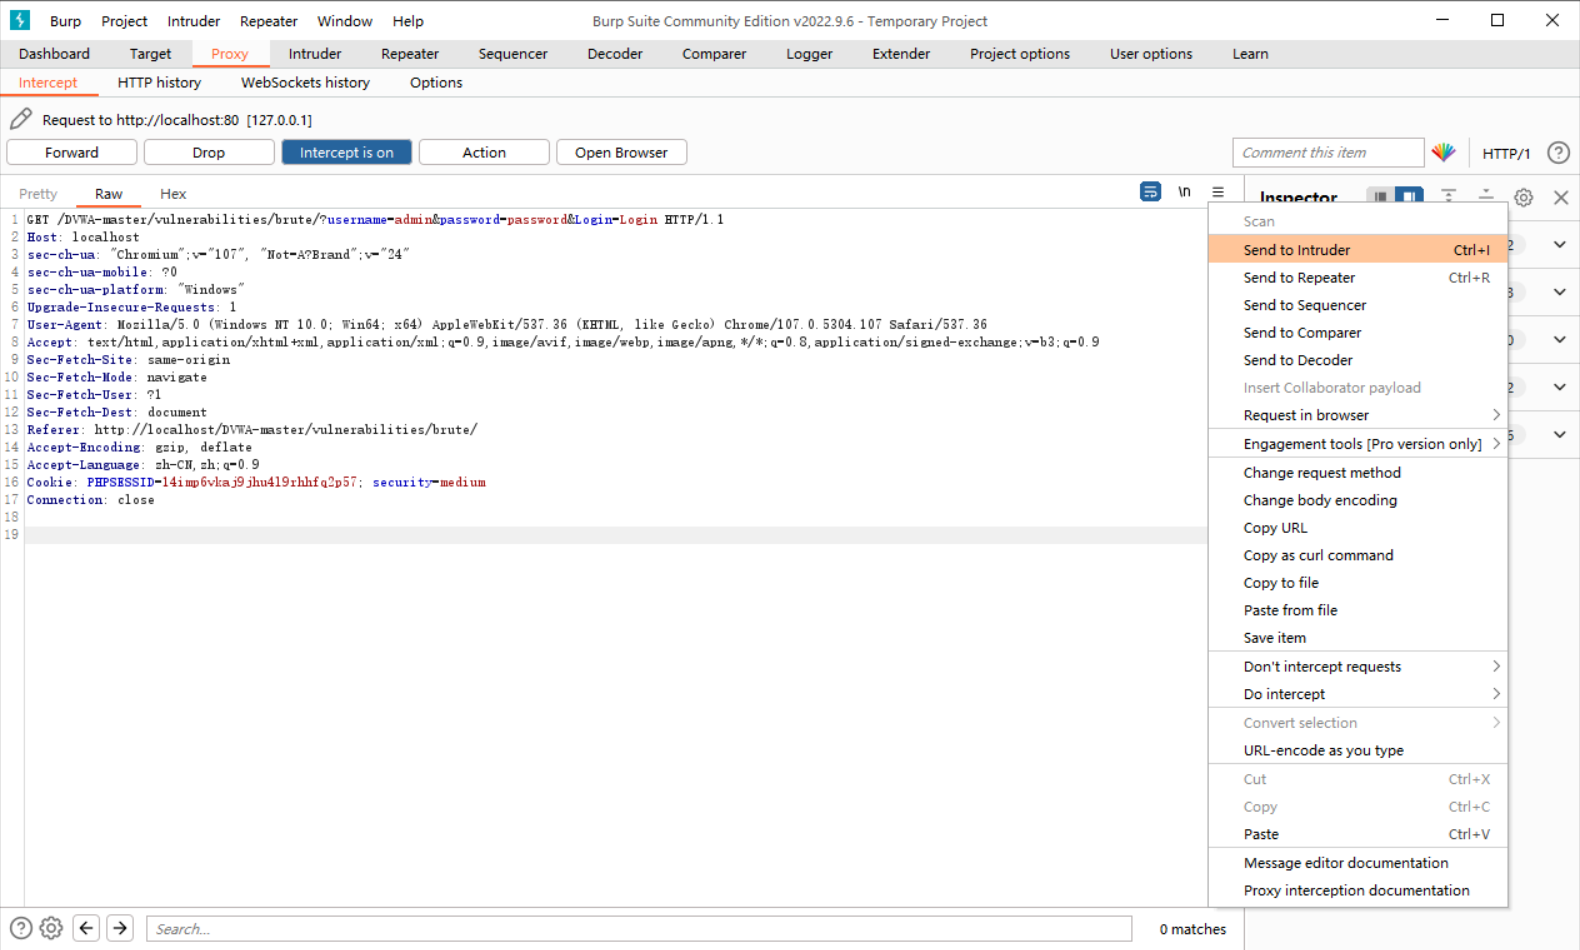 Burp Project Intruder Repeater Window Help Burp Suite Community Edition v2022.9.6 - Temporary Project
Dashboard Target Proxy Intruder Repeater Sequencer Decoder Comparer Logger Extender Project options User options Learn
Intercept HTTP history WebSockets history Options
Request to http://localhost:80 [127.0.0.1]
Forward Drop Intercept is on Action Open Browser Comment this item HTTP/1
Pretty Raw Hex \n Inspector
1 GET /DVWA-master/vulnerabilities/brute/?username=admin&password=password&Login=Login HTTP/1.1
2 Host: localhost
3 sec-ch-ua: "Chromium";v="107", "Not=A?Brand";v="24"
4 sec-ch-ua-mobile: ?0
5 sec-ch-ua-platform: "Windows"
6 Upgrade-Insecure-Requests: 1
7 User-Agent: Mozilla/5.0 (Windows NT 10.0; Win64; x64) AppleWebKit/537.36 (KHTML, like Gecko) Chrome/107.0.5304.107 Safari/537.36
8 Accept: text/html,application/xhtml+xml,application/xml;q=0.9,image/avif,image/webp,image/apng,*/*;q=0.8,application/signed-exchange;v=b3;q=0.9
9 Sec-Fetch-Site: same-origin
10 Sec-Fetch-Mode: navigate
11 Sec-Fetch-User: ?1
12 Sec-Fetch-Dest: document
13 Referer: http://localhost/DVWA-master/vulnerabilities/brute/
14 Accept-Encoding: gzip, deflate
15 Accept-Language: zh-CN,zh;q=0.9
16 Cookie: PHPSESSID=14imp6vkaj9jhu419rhhfq2p57; security=medium
17 Connection: close
18
19
Scan
Send to Intruder Ctrl+I
Send to Repeater Ctrl+R
Send to Sequencer
Send to Comparer
Send to Decoder
Insert Collaborator payload
Request in browser
Engagement tools [Pro version only]
Change request method
Change body encoding
Copy URL
Copy as curl command
Copy to file
Paste from file
Save item
Don't intercept requests
Do intercept
Convert selection
URL-encode as you type
Cut Ctrl+X
Copy Ctrl+C
Paste Ctrl+V
Message editor documentation
Proxy interception documentation
Search... 0 matches